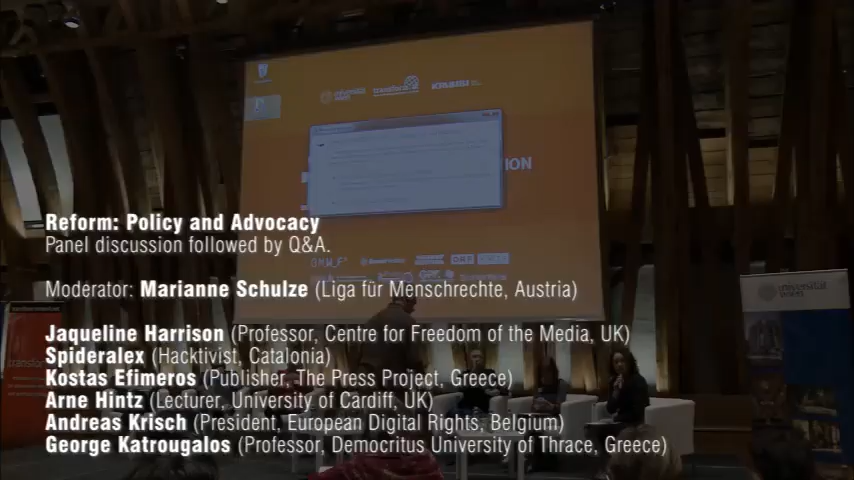 ION
Reform: Policy and Advocacy
Panel discussion followed by Q&A.
Moderator: Marianne Schulze (Liga für Menschrechte, Austria)
Jaqueline Harrison (Professor, Centre for Freedom of the Media, UK)
Spideralex (Hacktivist, Catalonia)
Kostas Efimeros (Publisher, The Press Project, Greece)
Arne Hintz (Lecturer, University of Cardiff, UK)
Andreas Krisch (President, European Digital Rights, Belgium)
George Katrougalos (Professor, Democritus University of Thrace, Greece)
universität